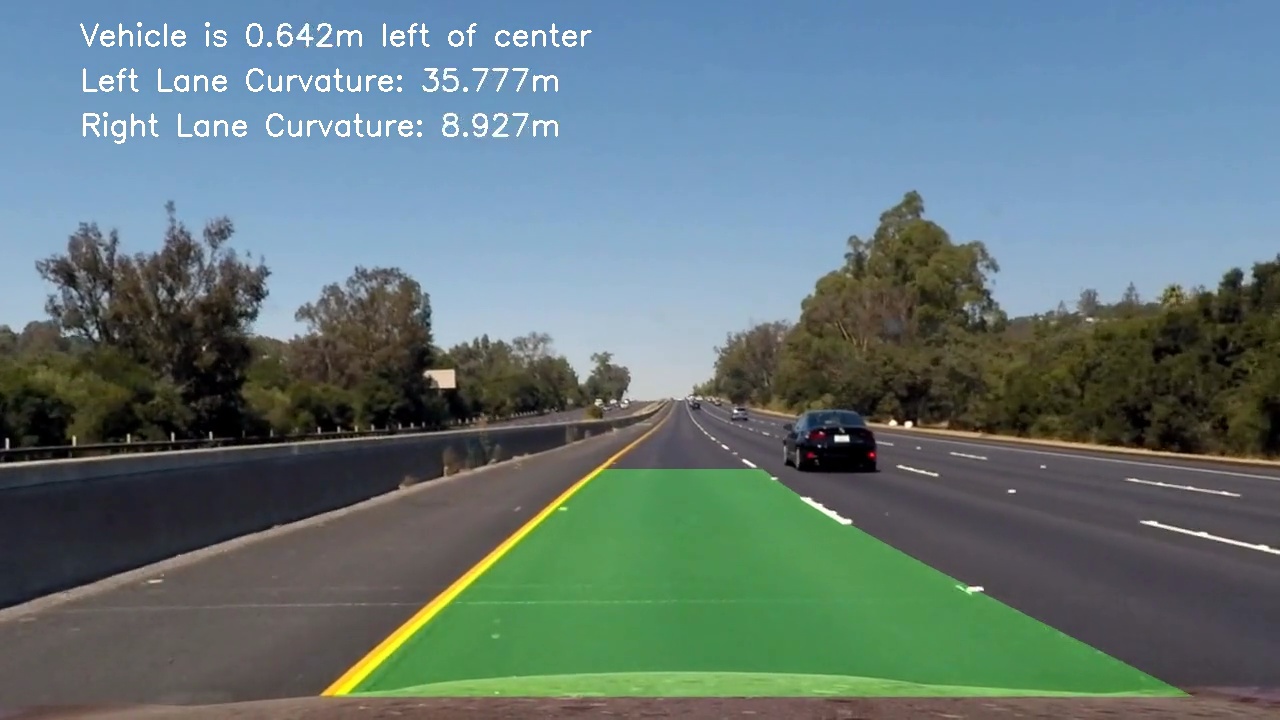 Vehicle is 0.642m left of center
Left Lane Curvature: 35.777m
Right Lane Curvature: 8.927m